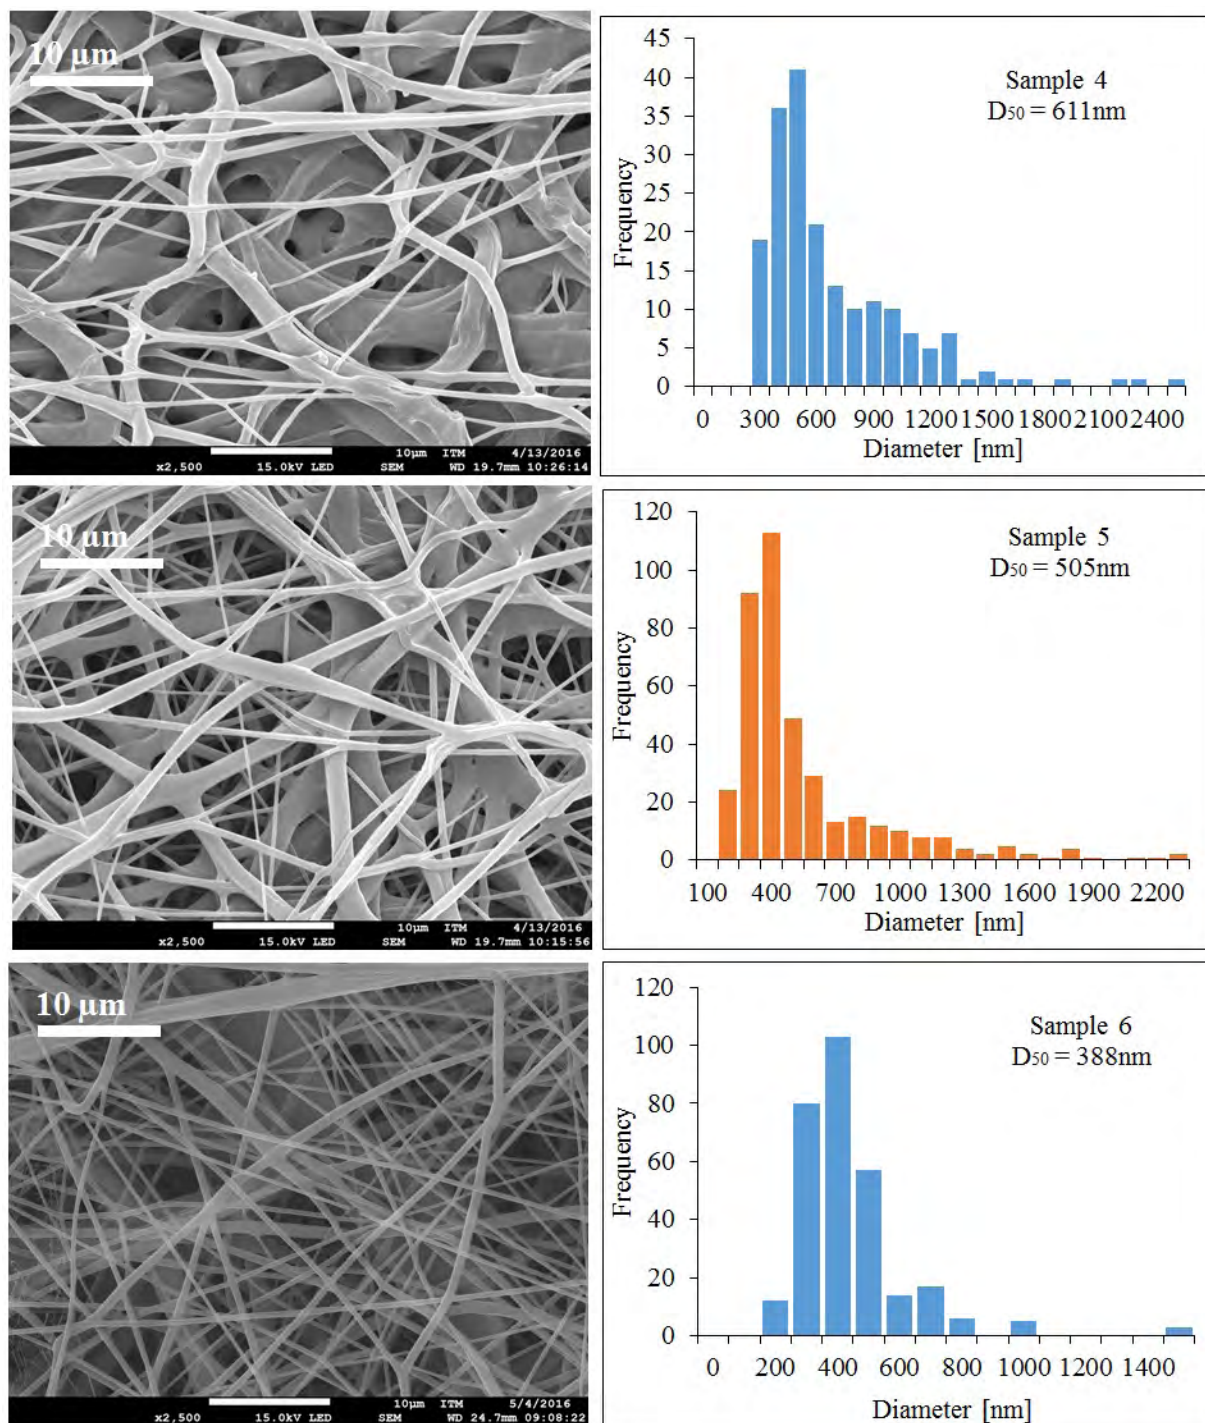 10 µm
10µm ITM 4/13/2016
x2,500 15.0kV LED SEM WD 19.7mm 10:26:14
45
40
35
30
25
20
15
10
5
0
Frequency
Sample 4
D50 = 611nm
0 300 600 900 1200 1500 1800 2100 2400
Diameter [nm]
10 µm
10µm ITM 4/13/2016
x2,500 15.0kV LED SEM WD 19.7mm 10:15:56
120
100
80
60
40
20
0
Frequency
Sample 5
D50 = 505nm
100 400 700 1000 1300 1600 1900 2200
Diameter [nm]
10 µm
10µm ITM 5/4/2016
x2,500 15.0kV LED SEM WD 24.7mm 09:08:22
120
100
80
60
40
20
0
Frequency
Sample 6
D50 = 388nm
0 200 400 600 800 1000 1200 1400
Diameter [nm]